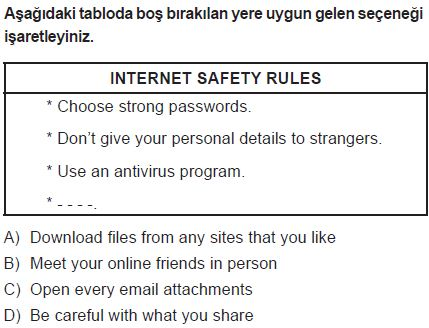 Aşağıdaki tabloda boş bırakılan yere uygun gelen seçeneği
işaretleyiniz.
INTERNET SAFETY RULES
* Choose strong passwords.
* Don’t give your personal details to strangers.
* Use an antivirus program.
* - - - -.
A) Download files from any sites that you like
B) Meet your online friends in person
C) Open every email attachments
D) Be careful with what you share